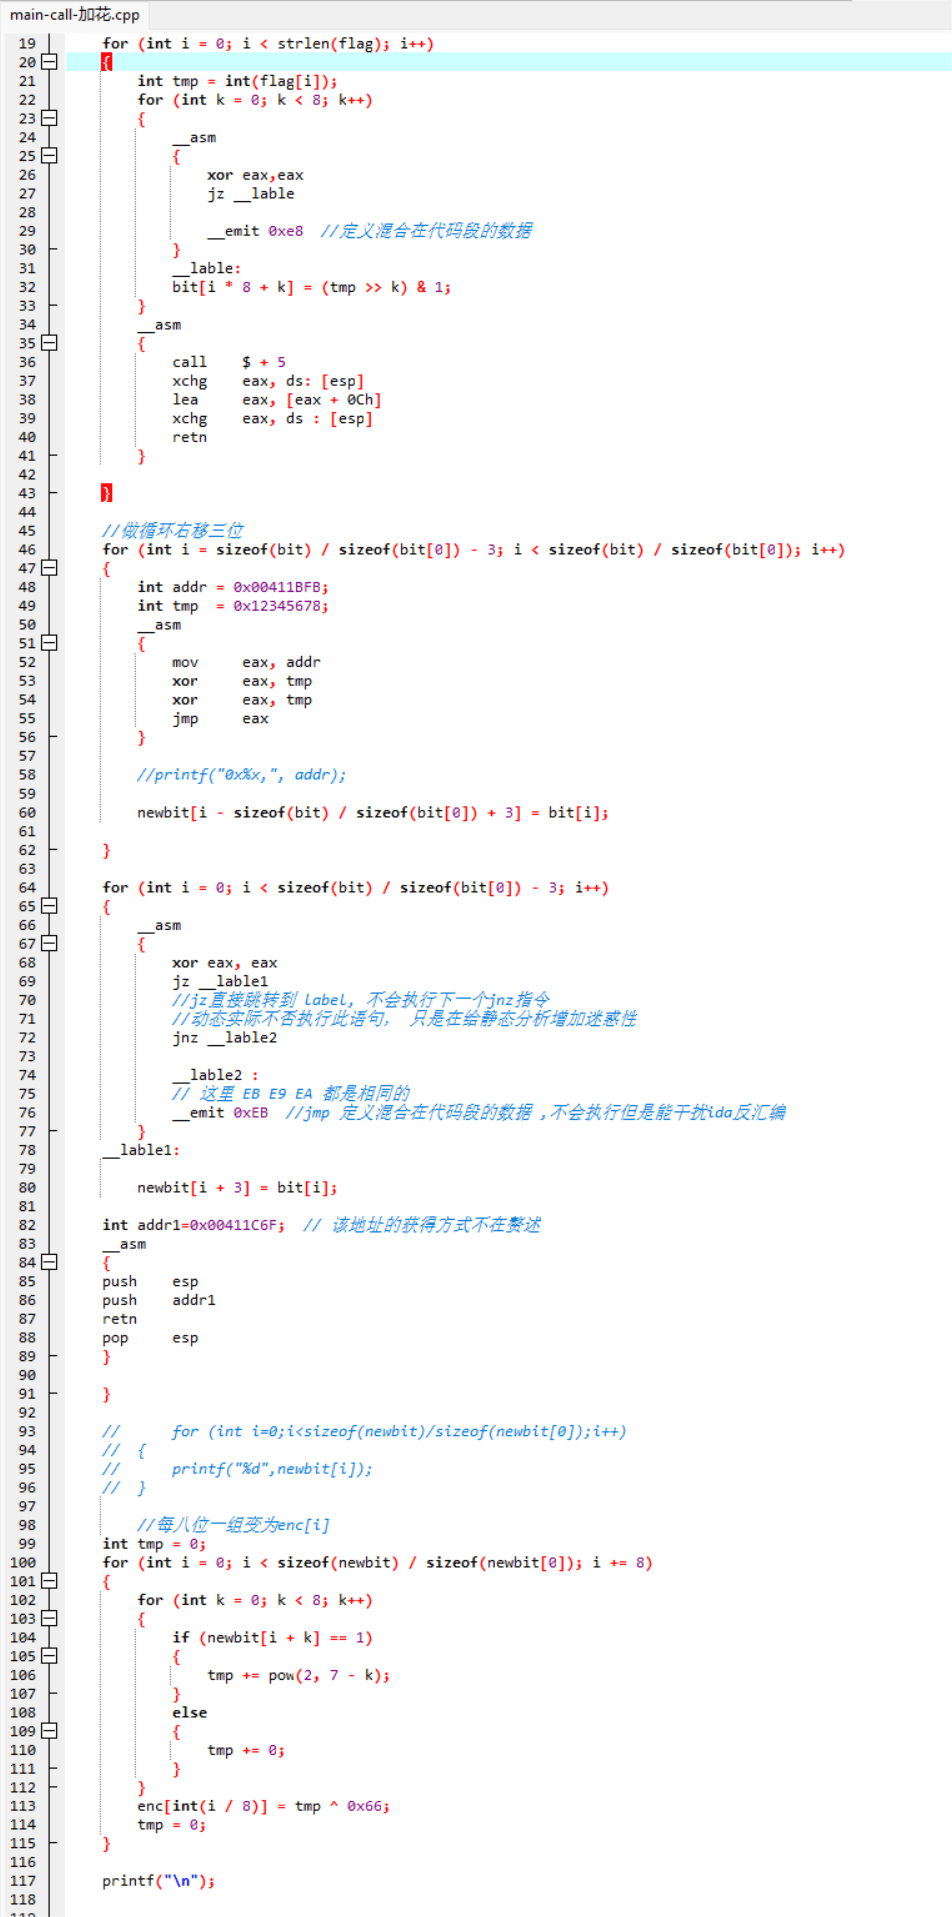 main-call-加花.cpp
19 for (int i = 0; i < strlen(flag); i++)
20 {
21 int tmp = int(flag[i]);
22 for (int k = 0; k < 8; k++)
23 {
24 __asm
25 {
26 xor eax,eax
27 jz __lable
28
29 __emit 0xe8 //定义混合在代码段的数据
30 }
31 __lable:
32 bit[i * 8 + k] = (tmp >> k) & 1;
33 }
34 __asm
35 {
36 call $ + 5
37 xchg eax, ds: [esp]
38 lea eax, [eax + 0Ch]
39 xchg eax, ds : [esp]
40 retn
41 }
42
43 }
44
45 //做循环右移三位
46 for (int i = sizeof(bit) / sizeof(bit[0]) - 3; i < sizeof(bit) / sizeof(bit[0]); i++)
47 {
48 int addr = 0x00411BFB;
49 int tmp = 0x12345678;
50 __asm
51 {
52 mov eax, addr
53 xor eax, tmp
54 xor eax, tmp
55 jmp eax
56 }
57
58 //printf("0x%x,", addr);
59
60 newbit[i - sizeof(bit) / sizeof(bit[0]) + 3] = bit[i];
61
62 }
63
64 for (int i = 0; i < sizeof(bit) / sizeof(bit[0]) - 3; i++)
65 {
66 __asm
67 {
68 xor eax, eax
69 jz __lable1
70 //jz直接跳转到 label, 不会执行下一个jnz指令
71 //动态实际不否执行此语句， 只是在给静态分析增加迷惑性
72 jnz __lable2
73
74 __lable2 :
75 // 这里 EB E9 EA 都是相同的
76 __emit 0xEB //jmp 定义混合在代码段的数据 ,不会执行但是能干扰ida反汇编
77 }
78 __lable1:
79
80 newbit[i + 3] = bit[i];
81
82 int addr1=0x00411C6F; // 该地址的获得方式不在赘述
83 __asm
84 {
85 push esp
86 push addr1
87 retn
88 pop esp
89 }
90
91 }
92
93 // for (int i=0;i<sizeof(newbit)/sizeof(newbit[0]);i++)
94 // {
95 // printf("%d",newbit[i]);
96 // }
97
98 //每八位一组变为enc[i]
99 int tmp = 0;
100 for (int i = 0; i < sizeof(newbit) / sizeof(newbit[0]); i += 8)
101 {
102 for (int k = 0; k < 8; k++)
103 {
104 if (newbit[i + k] == 1)
105 {
106 tmp += pow(2, 7 - k);
107 }
108 else
109 {
110 tmp += 0;
111 }
112 }
113 enc[int(i / 8)] = tmp ^ 0x66;
114 tmp = 0;
115 }
116
117 printf("\n");
118